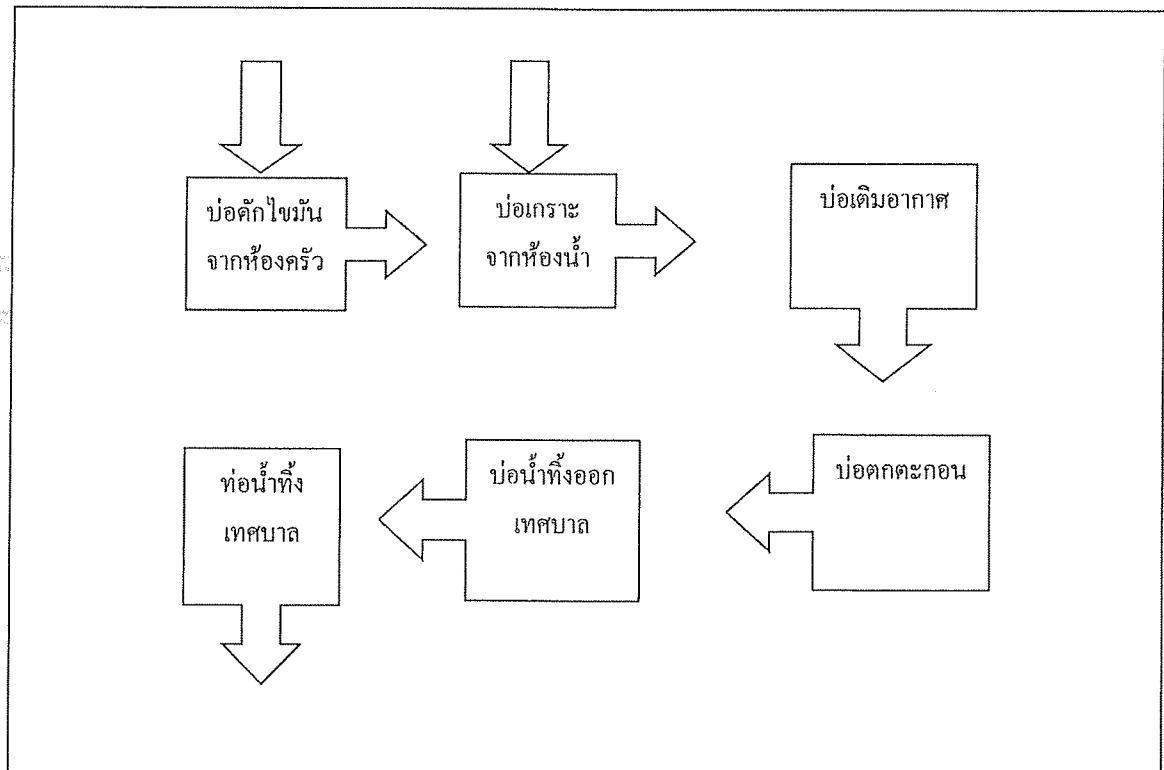 บ่อดักไขมัน
จากห้องครัว
บ่อเกราะ
จากห้องน้ำ
บ่อเติมอากาศ
ท่อน้ำทิ้ง
เทศบาล
บ่อน้ำทิ้งออก
เทศบาล
บ่อตกตะกอน